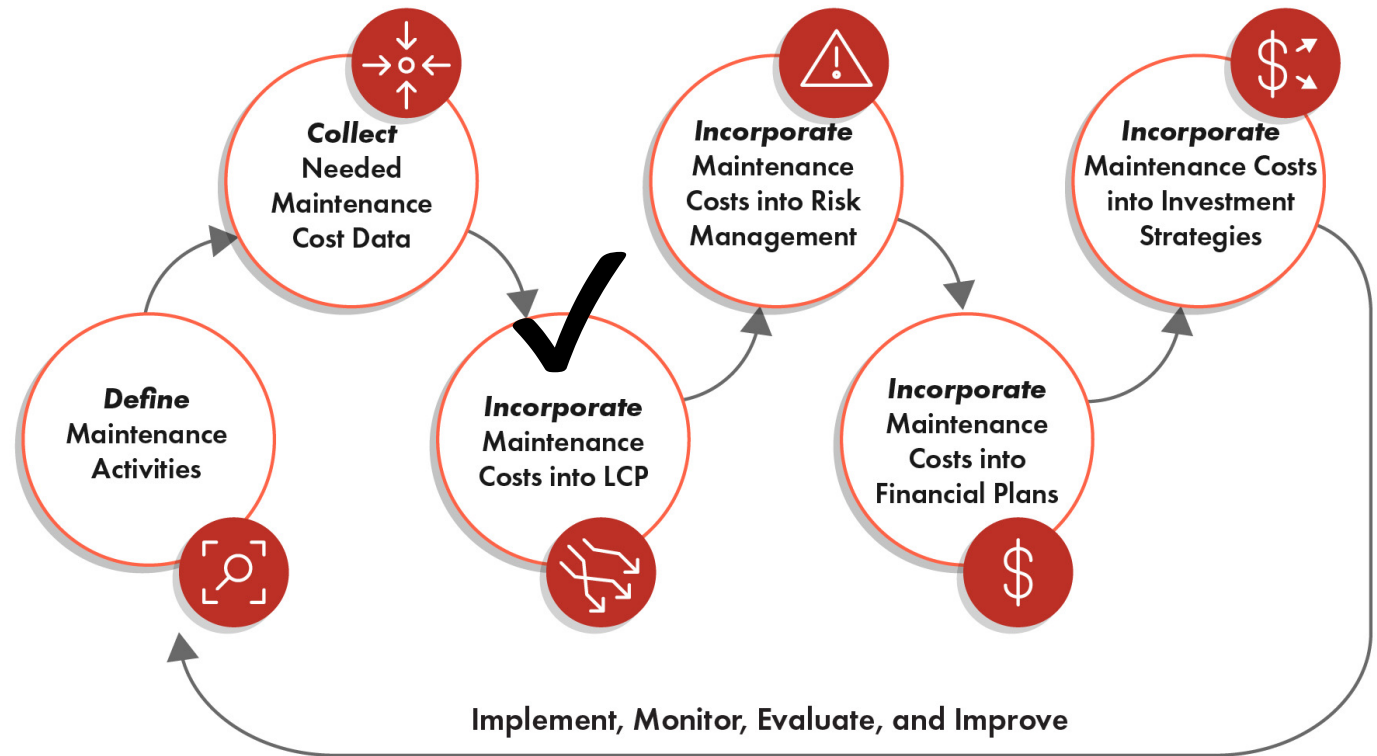 Define
Maintenance
Activities
Collect
Needed
Maintenance
Cost Data
Incorporate
Maintenance
Costs into LCP
Incorporate
Maintenance
Costs into Risk
Management
Incorporate
Maintenance
Costs into
Financial Plans
Incorporate
Maintenance Costs
into Investment
Strategies
Implement, Monitor, Evaluate, and Improve